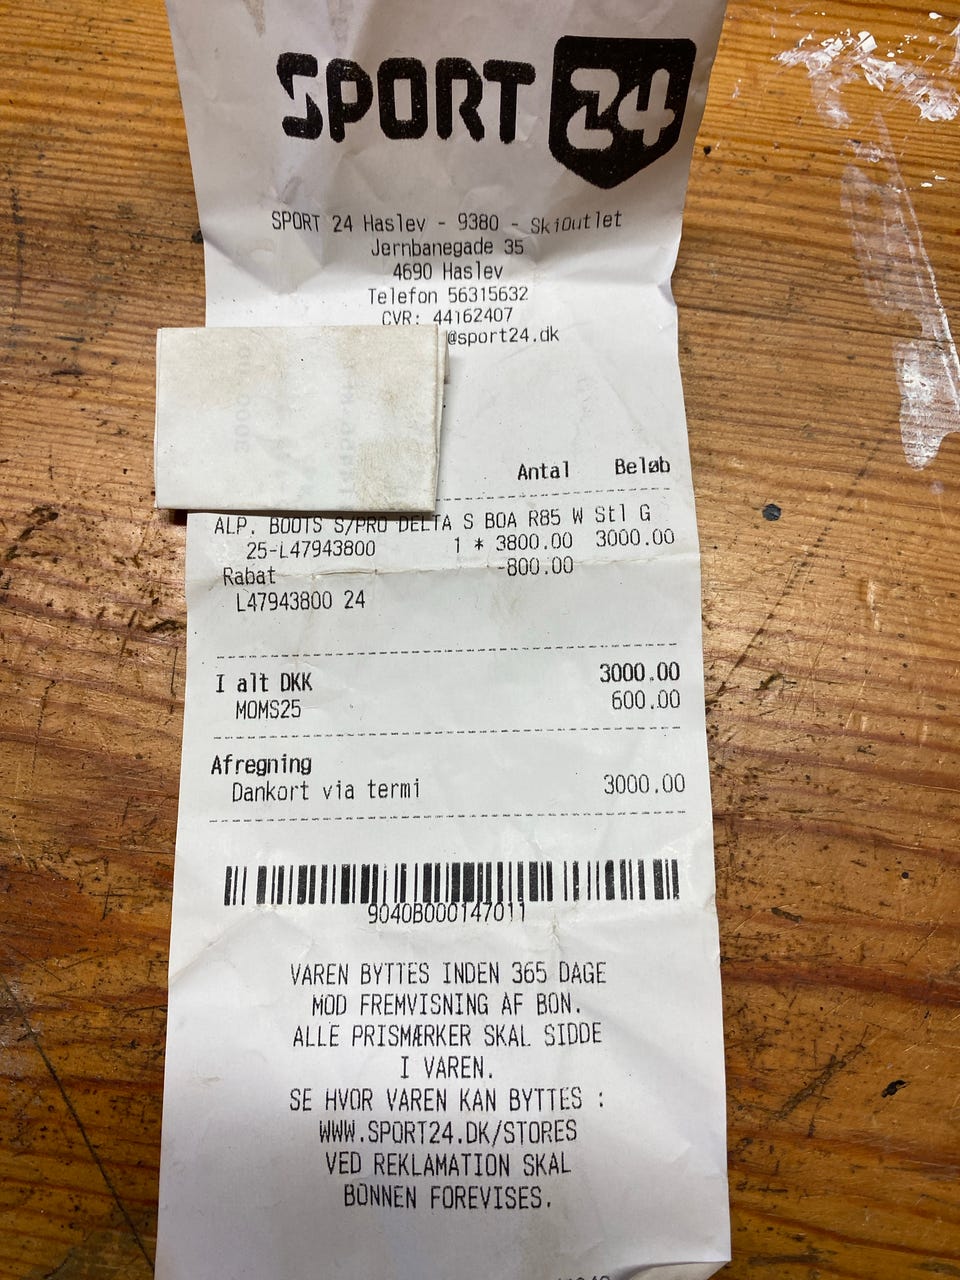 SPORT 24
SPORT 24 Haslev - 9380 - SkiOutlet
Jernbanegade 35
4690 Haslev
Telefon 56315632
CVR: 44162407
@sport24.dk
Antal Beløb
ALP. BOOTS S/PRO DELTA S BOA R85 W Stl G
25-L47943800 1 * 3800.00 3000.00
Rabat -800.00
L47943800 24
I alt DKK 3000.00
MOMS25 600.00
Afregning
Dankort via termi 3000.00
9040B000147011
VAREN BYTTES INDEN 365 DAGE
MOD FREMVISNING AF BON.
ALLE PRISMÆRKER SKAL SIDDE
I VAREN.
SE HVOR VAREN KAN BYTTES :
WWW.SPORT24.DK/STORES
VED REKLAMATION SKAL
BONNEN FOREVISES.